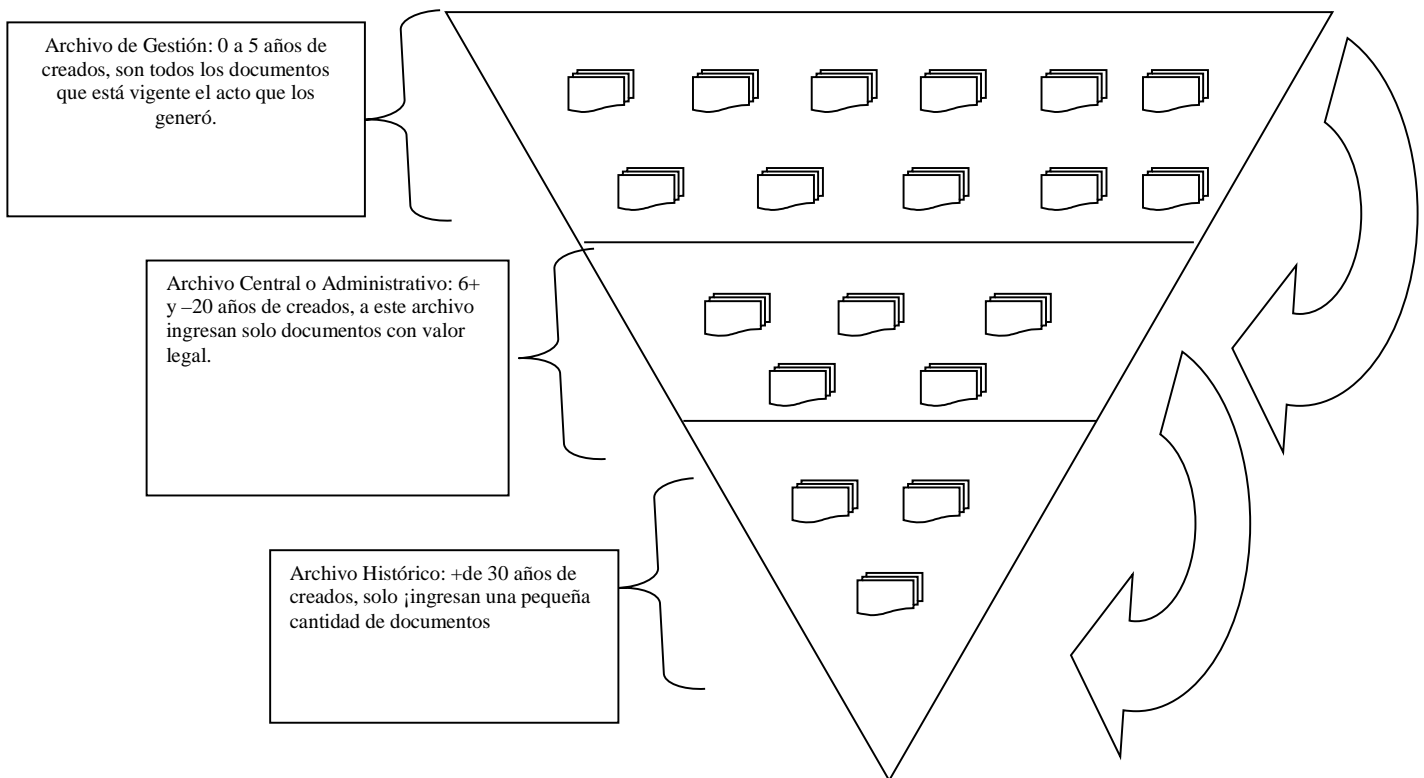 Archivo de Gestión: 0 a 5 años de
creados, son todos los documentos
que está vigente el acto que los
generó.
Archivo Central o Administrativo: 6+
y –20 años de creados, a este archivo
ingresan solo documentos con valor
legal.
Archivo Histórico: +de 30 años de
creados, solo ¡ingresan una pequeña
cantidad de documentos